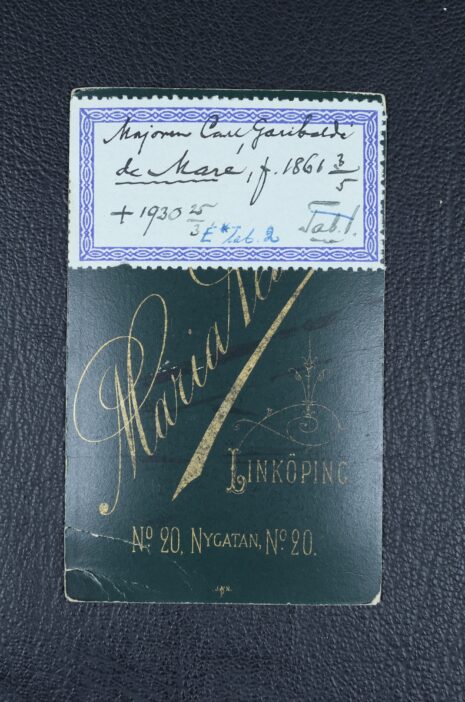 Majoren Carl Garibaldi
de Maré, f. 1861 3/5
+ 1930 25/3 E* Tab. 2 Tab. 1.
Maria
LINKÖPING
No 20, NYGATAN, No 20.